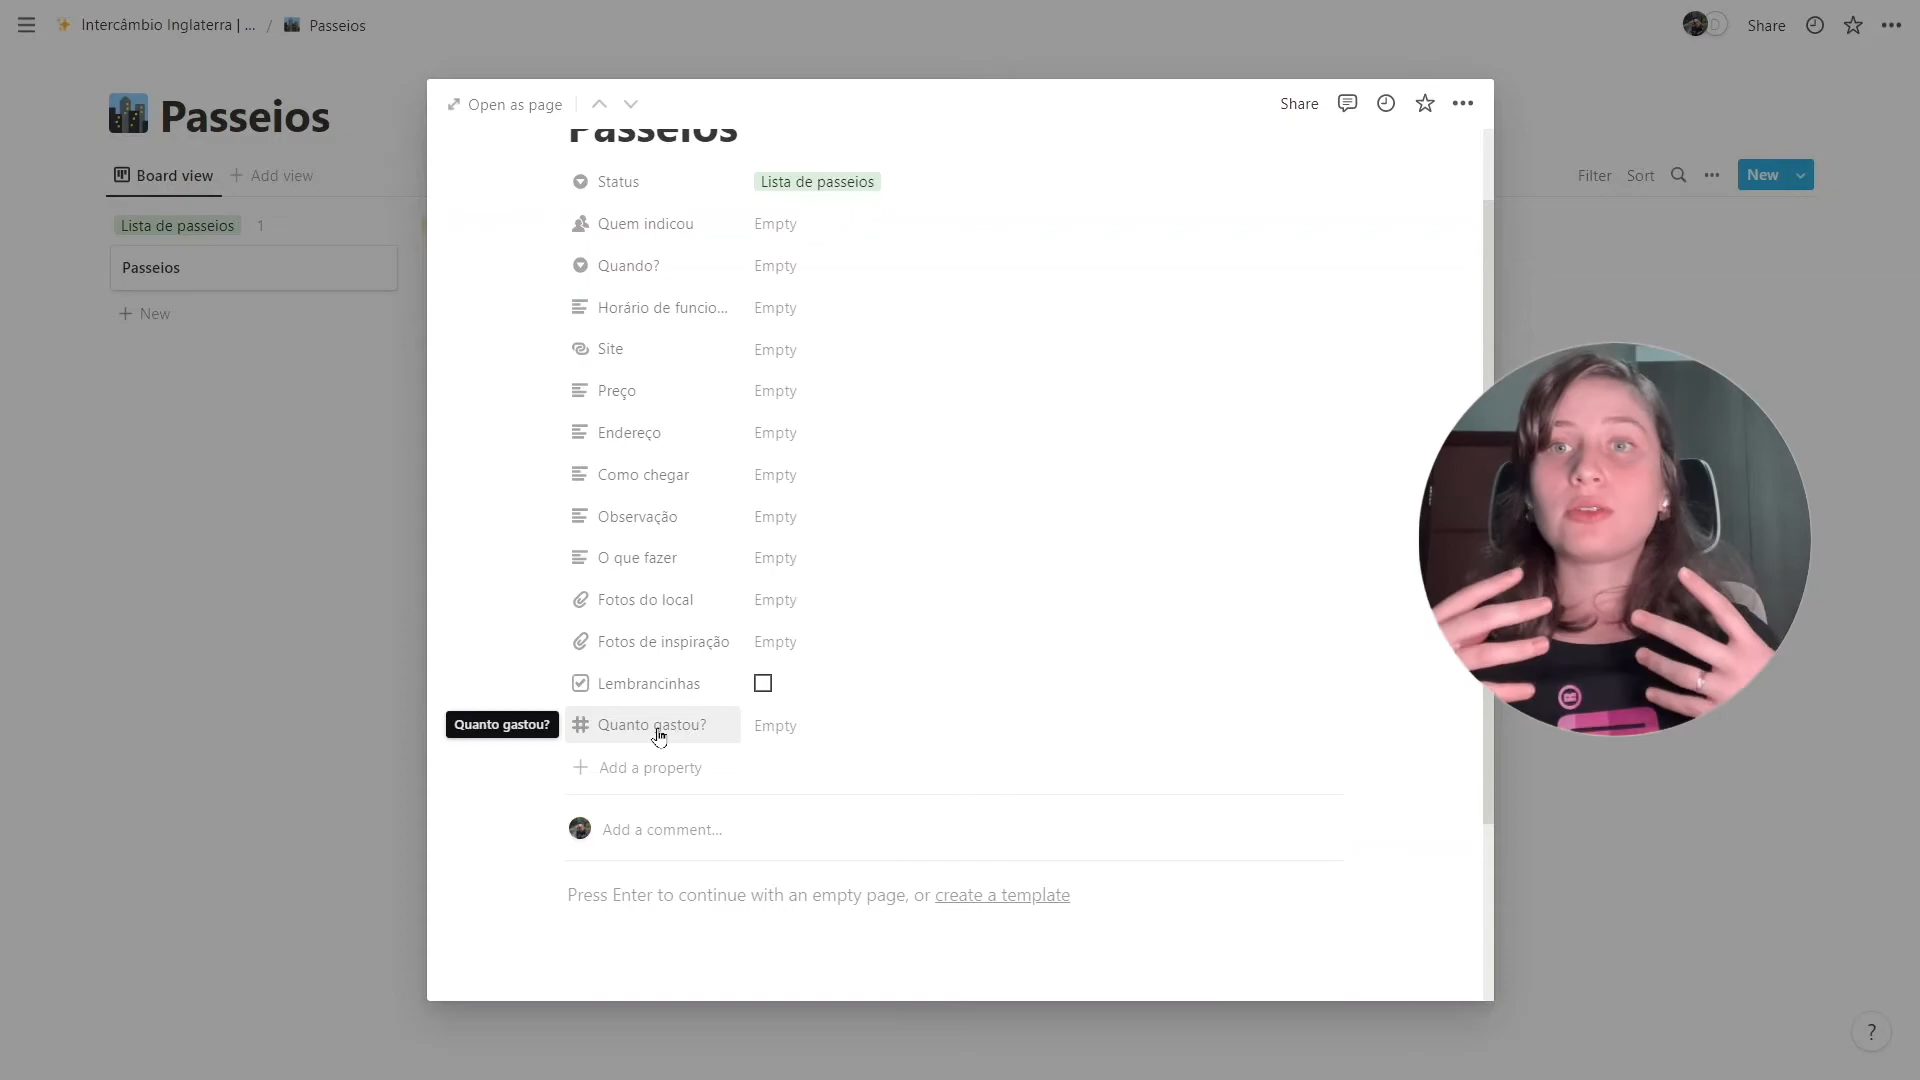 Intercâmbio Inglaterra | ... / Passeios
Share
Passeios
Board view
Add view
Filter
Sort
New
Lista de passeios 1
Passeios
New
Open as page
Share
Passeios
Status Lista de passeios
Quem indicou Empty
Quando? Empty
Horário de funcio... Empty
Site Empty
Preço Empty
Endereço Empty
Como chegar Empty
Observação Empty
O que fazer Empty
Fotos do local Empty
Fotos de inspiração Empty
Lembrancinhas
Quanto gastou?
Quanto gastou? Empty
Add a property
Add a comment...
Press Enter to continue with an empty page, or create a template
?